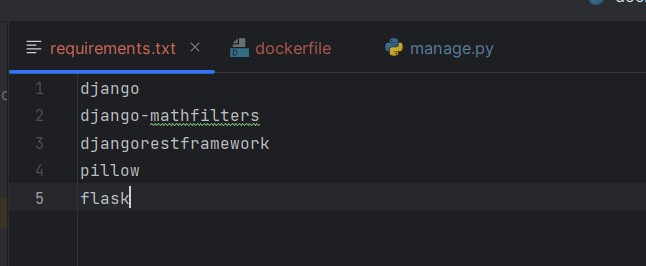 requirements.txt dockerfile manage.py
1 django
2 django-mathfilters
3 djangorestframework
4 pillow
5 flask